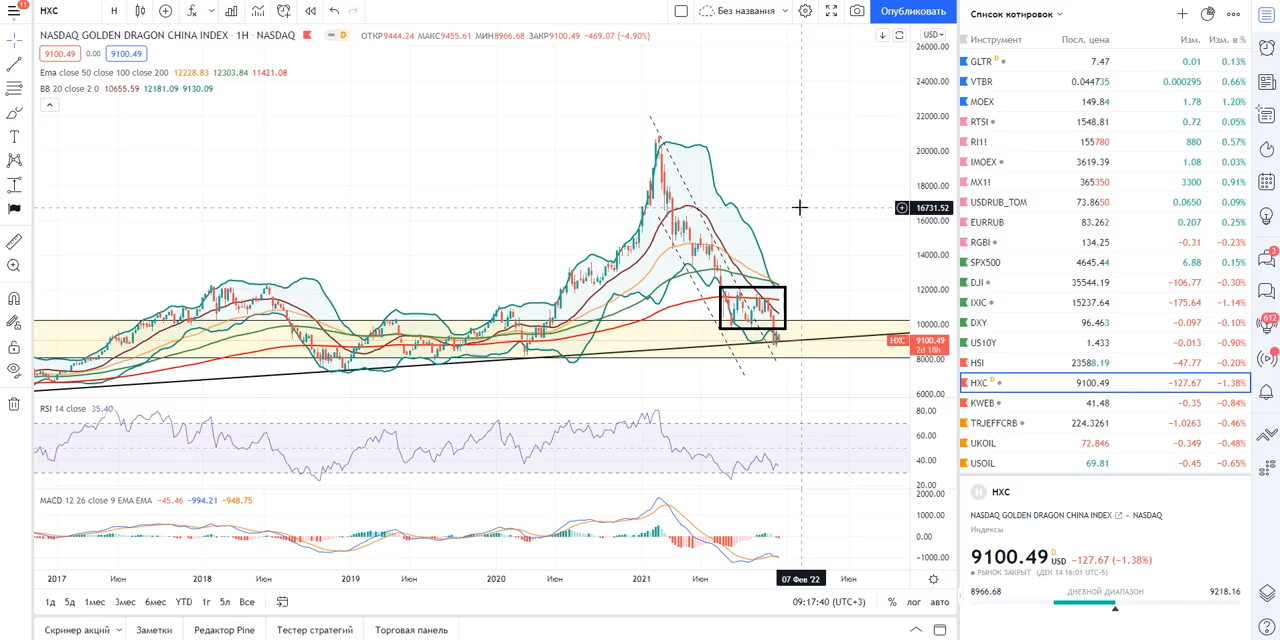 11
HXC
Н
Без названия
Опубликовать
NASDAQ GOLDEN DRAGON CHINA INDEX · 1Н · NASDAQ
D ОТКР9444.24 МАКС9455.61 МИН8966.68 ЗАКР9100.49 −469.07 (−4.90%)
9100.49 0.00 9100.49
Ema close 50 close 100 close 200 12228.83 12303.84 11421.08
BB 20 close 2 0 10655.59 12181.09 9130.09
USD
26000.00
24000.00
22000.00
20000.00
18000.00
16731.52
16000.00
14000.00
12000.00
10000.00
HXC 9100.49
2d 18h
8000.00
6000.00
RSI 14 close 35.40
80.00
60.00
40.00
20.00
MACD 12 26 close 9 EMA EMA −45.46 −994.21 −948.75
2000.00
1000.00
0.00
−1000.00
2017 Июн 2018 Июн 2019 Июн 2020 Июн 2021 Июн 07 Фев '22 Июн
1д 5д 1мес 3мес 6мес YTD 1г 5л Все
09:17:40 (UTC+3) % лог авто
Скринер акций Заметки Редактор Pine Тестер стратегий Торговая панель
Список котировок
Инструмент Посл. цена Изм. Изм. в %
GLTR D 7.47 0.01 0.13%
VTBR 0.044735 0.000295 0.66%
MOEX 149.84 1.78 1.20%
RTSI 1548.81 0.72 0.05%
RI1! 155780 880 0.57%
IMOEX 3619.39 1.08 0.03%
MX1! 365350 3300 0.91%
USDRUB_TOM 73.8650 0.0650 0.09%
EURRUB 83.262 0.207 0.25%
RGBI 134.25 −0.31 −0.23%
SPX500 4645.44 6.88 0.15%
DJI 35544.19 −106.77 −0.30%
IXIC 15237.64 −175.64 −1.14%
DXY 96.463 −0.097 −0.10%
US10Y 1.433 −0.013 −0.90%
HSI 23588.19 −47.77 −0.20%
HXC D 9100.49 −127.67 −1.38%
KWEB 41.48 −0.35 −0.84%
TRJEFFCRB 224.3261 −1.0263 −0.46%
UKOIL 72.846 −0.349 −0.48%
USOIL 69.81 −0.45 −0.65%
H HXC
NASDAQ GOLDEN DRAGON CHINA INDEX · NASDAQ
Индексы
9100.49 D USD −127.67 (−1.38%)
РЫНОК ЗАКРЫТ (ДЕК 14 16:01 UTC-5)
8966.68 ДНЕВНОЙ ДИАПАЗОН 9218.16
3
612